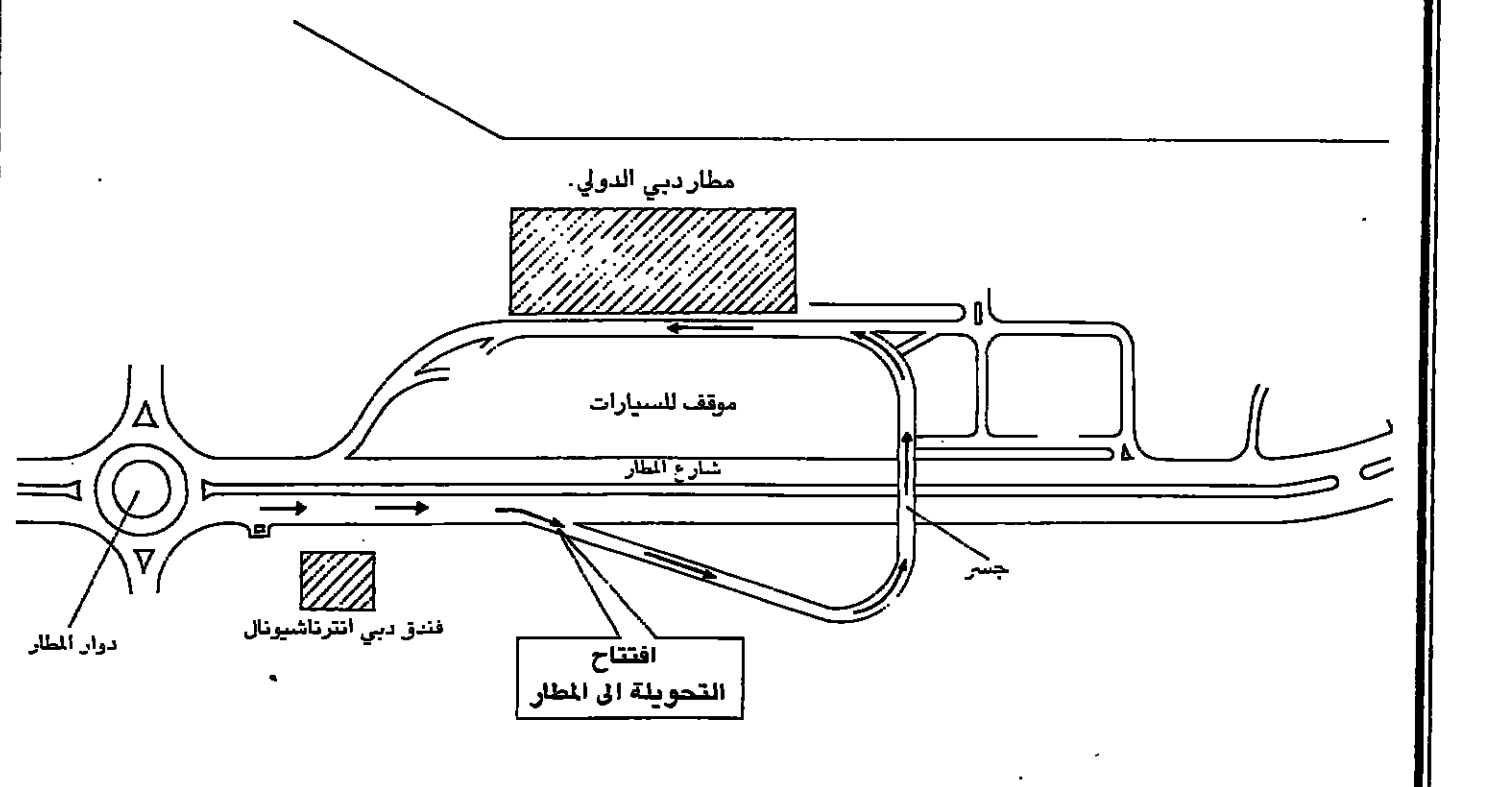 مطار دبي الدولي.
موقف للسيارات
شارع المطار
جسر
فندق دبي انترناشيونال
دوار المطار
افتتاح
التحويلة الى المطار